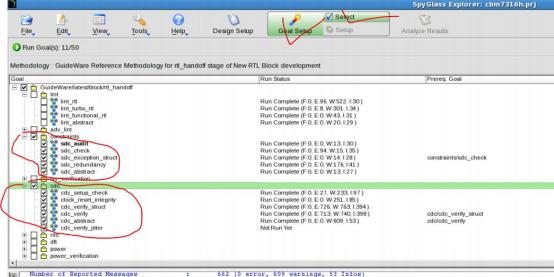 SpyGlass Explorer: cbm7316h.prj
File Edit View Tools Help Design Setup Goal Setup Select Setup Analyze Results
Run Goal(s): 11/50
Methodology : GuideWare Reference Methodology for rtl_handoff stage of New RTL Block development
Goal Run Status Prereq. Goal
GuideWare/latest/block/rtl_handoff
lint
lint_rtl Run Complete (F:0, E:96, W:522, I:30)
lint_turbo_rtl Run Complete (F:0, E:8, W:301, I:34)
lint_functional_rtl Run Complete (F:0, E:0, W:43, I:31)
lint_abstract Run Complete (F:0, E:0, W:20, I:29)
adv_lint
constraints
sdc_audit Run Complete (F:0, E:0, W:13, I:30)
sdc_check Run Complete (F:0, E:94, W:15, I:35)
sdc_exception_struct Run Complete (F:0, E:0, W:14, I:28) constraints/sdc_check
sdc_redundancy Run Complete (F:0, E:0, W:176, I:41)
sdc_abstract Run Complete (F:0, E:0, W:13, I:27)
cdc
cdc_setup_check Run Complete (F:0, E:27, W:233, I:97)
clock_reset_integrity Run Complete (F:0, E:0, W:251, I:85)
cdc_verify_struct Run Complete (F:0, E:726, W:763, I:394)
cdc_verify Run Complete (F:0, E:713, W:740, I:398) cdc/cdc_verify_struct
cdc_abstract Run Complete (F:0, E:0, W:609, I:53) cdc/cdc_verify
cdc_verify_jitter Not Run Yet
rdc
dft
power
power_verification
Number of Reported Messages : 662 (0 error, 609 warnings, 53 Infos)